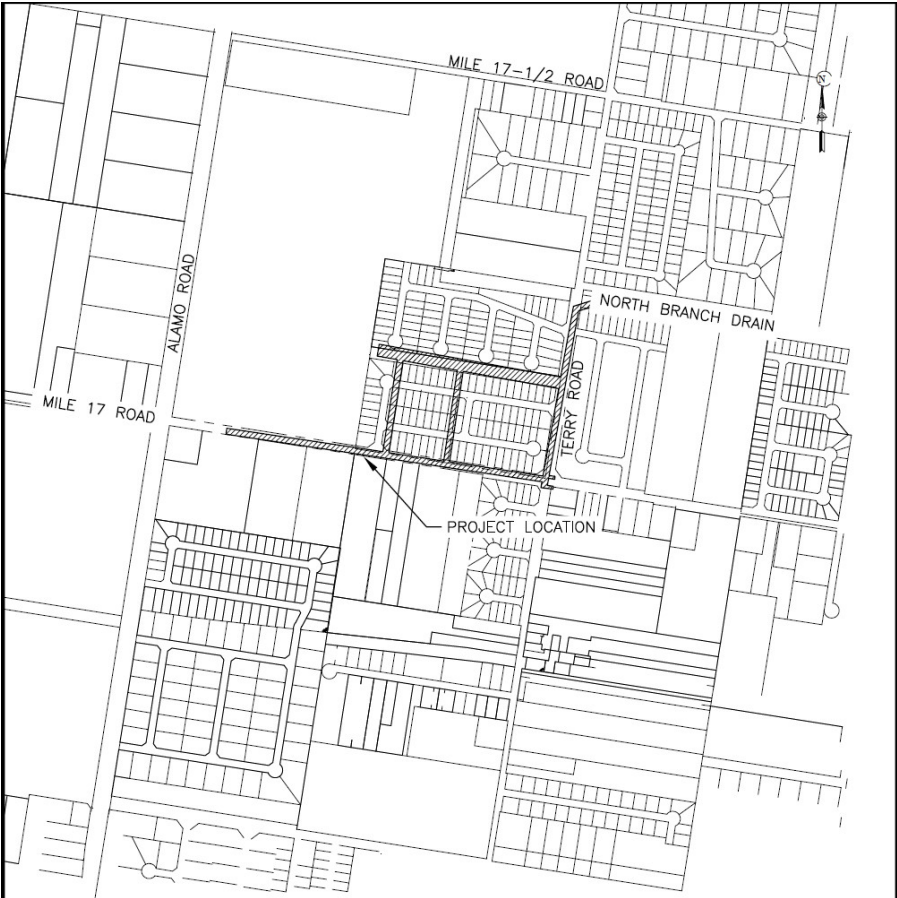 MILE 17-1/2 ROAD
N
ALAMO ROAD
NORTH BRANCH DRAIN
TERRY ROAD
MILE 17 ROAD
PROJECT LOCATION